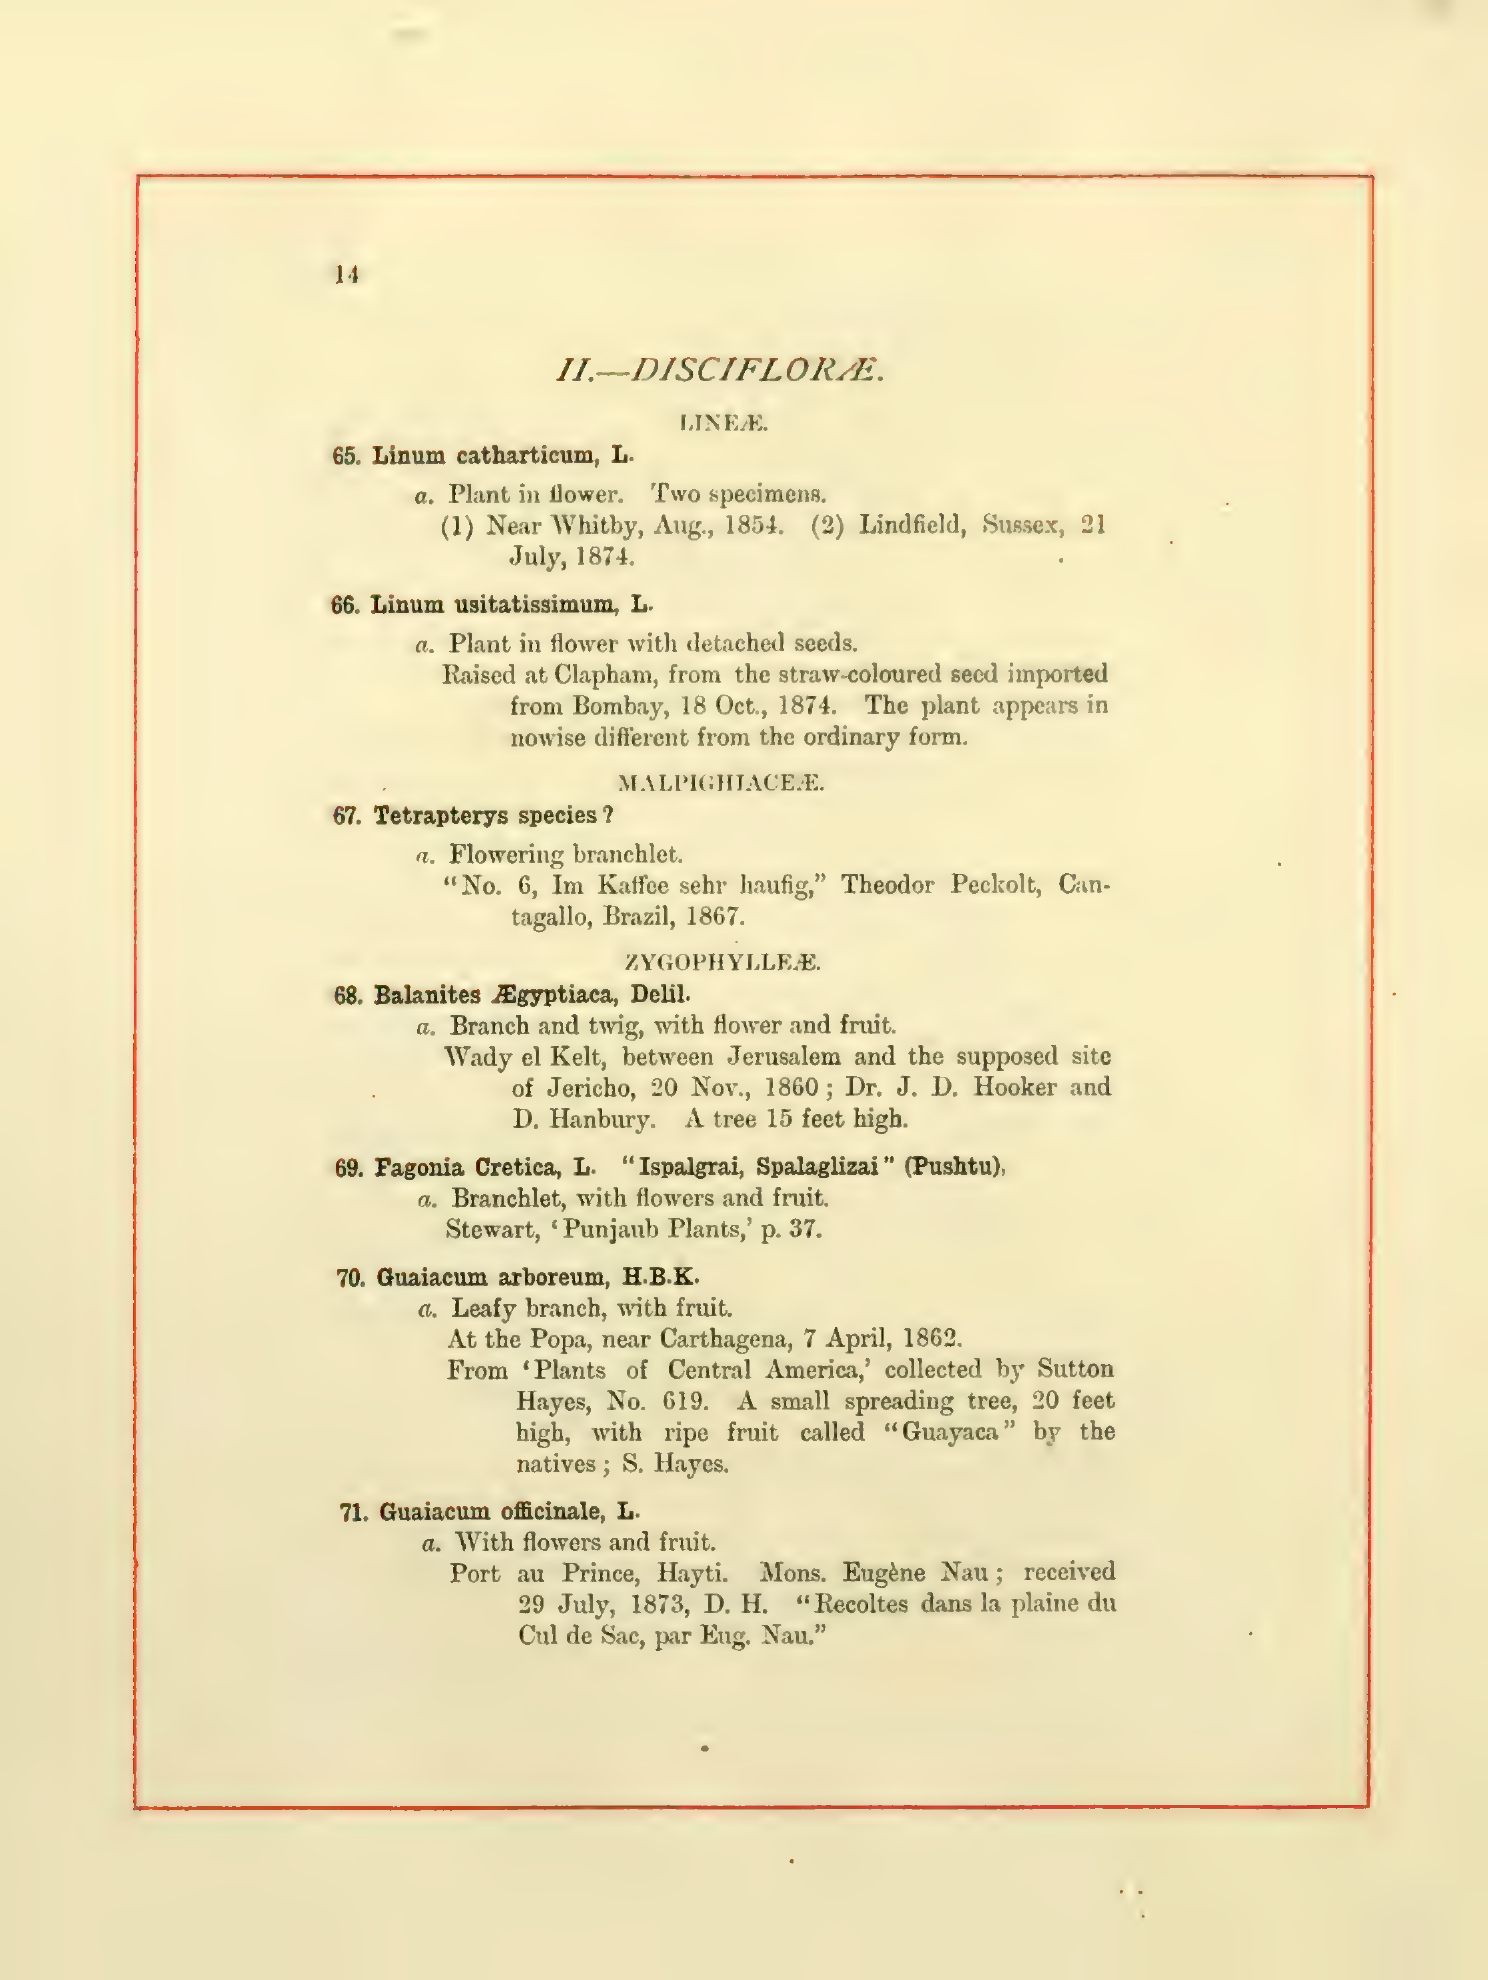 14
II.—DISCIFLORÆ.
LINEÆ.
65. Linum catharticum, L.
a. Plant in flower. Two specimens.
(1) Near Whitby, Aug., 1854. (2) Lindfield, Sussex, 21
July, 1874.
66. Linum usitatissimum, L.
a. Plant in flower with detached seeds.
Raised at Clapham, from the straw-coloured seed imported
from Bombay, 18 Oct., 1874. The plant appears in
nowise different from the ordinary form.
MALPIGHIACEÆ.
67. Tetrapterys species?
a. Flowering branchlet.
“No. 6, Im Kaffee sehr haufig,” Theodor Peckolt, Can-
tagallo, Brazil, 1867.
ZYGOPHYLLEÆ.
68. Balanites Ægyptiaca, Delil.
a. Branch and twig, with flower and fruit.
Wady el Kelt, between Jerusalem and the supposed site
of Jericho, 20 Nov., 1860; Dr. J. D. Hooker and
D. Hanbury. A tree 15 feet high.
69. Fagonia Cretica, L. “Ispalgrai, Spalaglizai” (Pushtu),
a. Branchlet, with flowers and fruit.
Stewart, ‘Punjaub Plants,’ p. 37.
70. Guaiacum arboreum, H.B.K.
a. Leafy branch, with fruit.
At the Popa, near Carthagena, 7 April, 1862.
From ‘Plants of Central America,’ collected by Sutton
Hayes, No. 619. A small spreading tree, 20 feet
high, with ripe fruit called “Guayaca” by the
natives; S. Hayes.
71. Guaiacum officinale, L.
a. With flowers and fruit.
Port au Prince, Hayti. Mons. Eugène Nau; received
29 July, 1873, D. H. “Recoltes dans la plaine du
Cul de Sac, par Eug. Nau.”